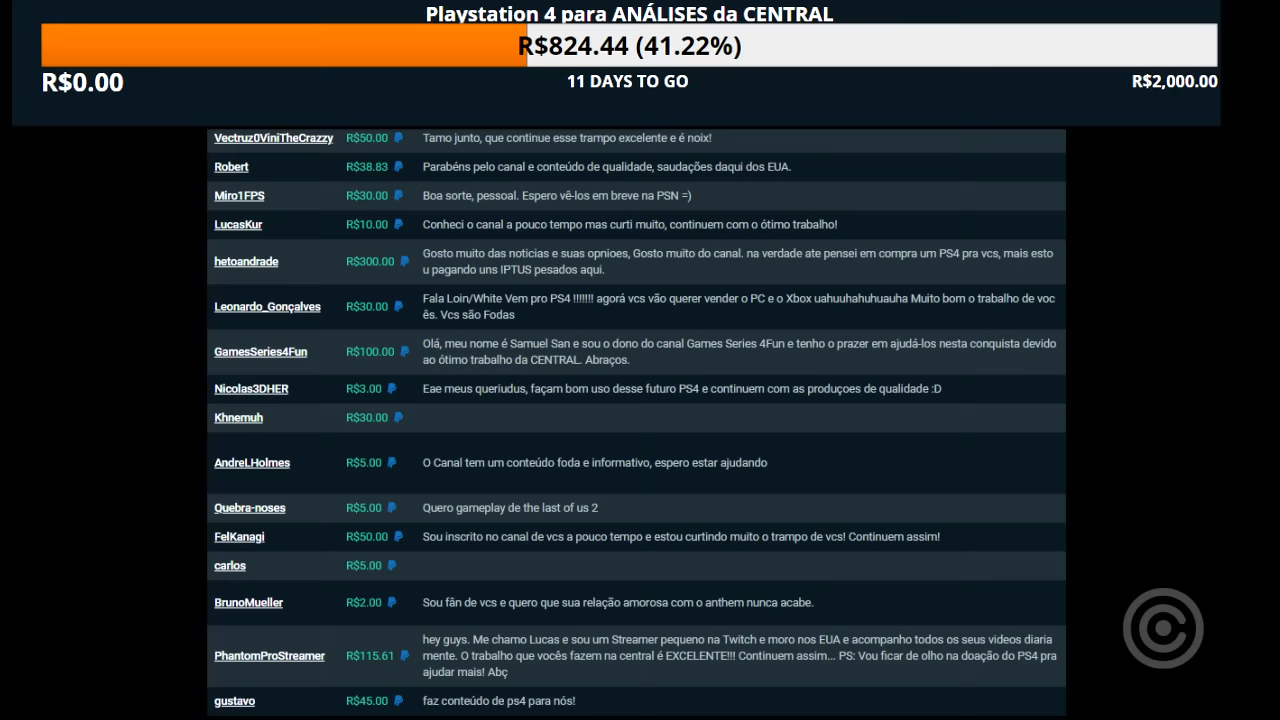 Playstation 4 para ANÁLISES da CENTRAL
R$824.44 (41.22%)
R$0.00 11 DAYS TO GO R$2,000.00
Vectruz0ViniTheCrazzy R$50.00 Tamo junto, que continue esse trampo excelente e é noix!
Robert R$38.83 Parabéns pelo canal e conteúdo de qualidade, saudações daqui dos EUA.
Miro1FPS R$30.00 Boa sorte, pessoal. Espero vê-los em breve na PSN =)
LucasKur R$10.00 Conheci o canal a pouco tempo mas curti muito, continuem com o ótimo trabalho!
hetoandrade R$300.00 Gosto muito das noticias e suas opnioes, Gosto muito do canal. na verdade ate pensei em compra um PS4 pra vcs, mais esto
u pagando uns IPTUS pesados aqui.
Leonardo_Gonçalves R$30.00 Fala Loin/White Vem pro PS4 !!!!!!! agorá vcs vão querer vender o PC e o Xbox uahuuhahuhuauha Muito bom o trabalho de voc
ês. Vcs são Fodas
GamesSeries4Fun R$100.00 Olá, meu nome é Samuel San e sou o dono do canal Games Series 4Fun e tenho o prazer em ajudá-los nesta conquista devido
ao ótimo trabalho da CENTRAL. Abraços.
Nicolas3DHER R$3.00 Eae meus queriudus, façam bom uso desse futuro PS4 e continuem com as produçoes de qualidade :D
Khnemuh R$30.00
AndreLHolmes R$5.00 O Canal tem um conteúdo foda e informativo, espero estar ajudando
Quebra-noses R$5.00 Quero gameplay de the last of us 2
FelKanagi R$50.00 Sou inscrito no canal de vcs a pouco tempo e estou curtindo muito o trampo de vcs! Continuem assim!
carlos R$5.00
BrunoMueller R$2.00 Sou fân de vcs e quero que sua relação amorosa com o anthem nunca acabe.
PhantomProStreamer R$115.61 hey guys. Me chamo Lucas e sou um Streamer pequeno na Twitch e moro nos EUA e acompanho todos os seus videos diaria
mente. O trabalho que vocês fazem na central é EXCELENTE!!! Continuem assim... PS: Vou ficar de olho na doação do PS4 pra
ajudar mais! Abç
gustavo R$45.00 faz conteúdo de ps4 para nós!